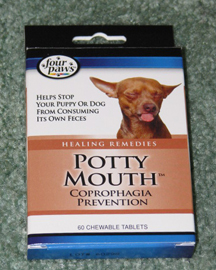 four paws
HELPS STOP
YOUR PUPPY OR DOG
FROM CONSUMING
ITS OWN FECES
HEALING REMEDIES
POTTY
MOUTH™
COPROPHAGIA
PREVENTION
60 CHEWABLE TABLETS